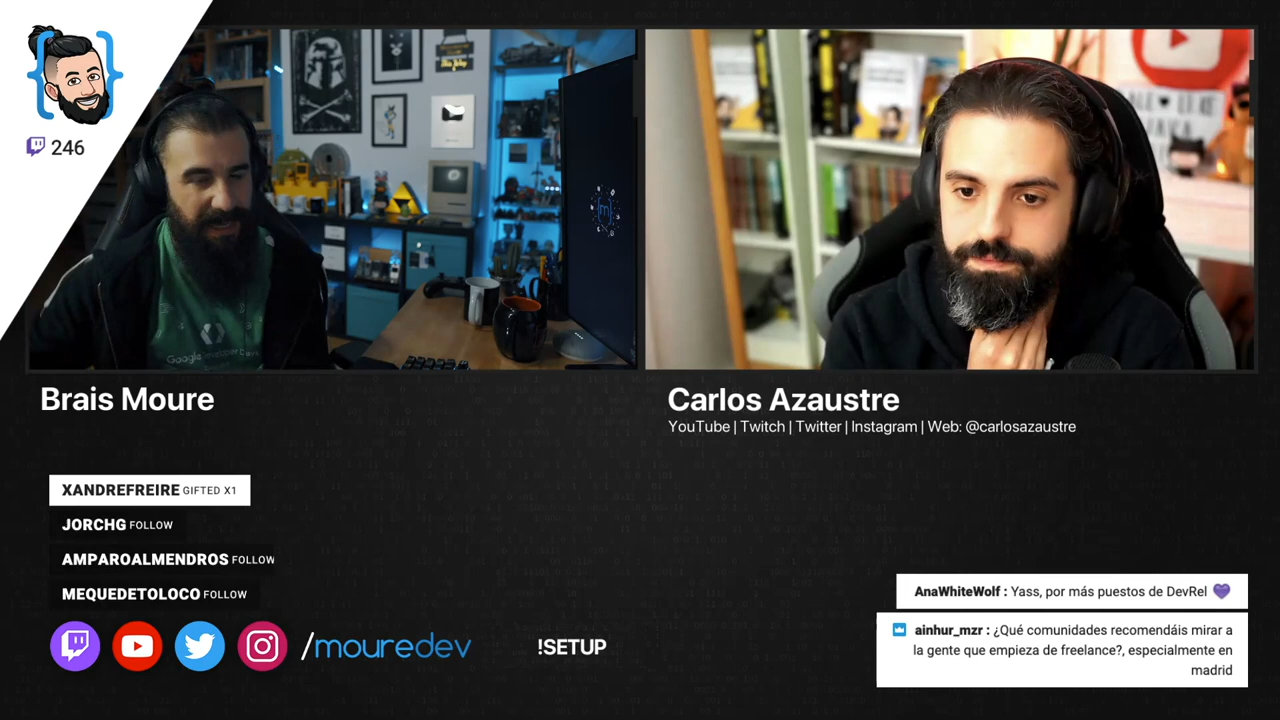 246
Brais Moure
Carlos Azaustre
YouTube | Twitch | Twitter | Instagram | Web: @carlosazaustre
XANDREFREIRE GIFTED X1
JORCHG FOLLOW
AMPAROALMENDROS FOLLOW
MEQUEDETOLOCO FOLLOW
/mouredev
!SETUP
AnaWhiteWolf : Yass, por más puestos de DevRel
ainhur_mzr : ¿Qué comunidades recomendáis mirar a
la gente que empieza de freelance?, especialmente en
madrid